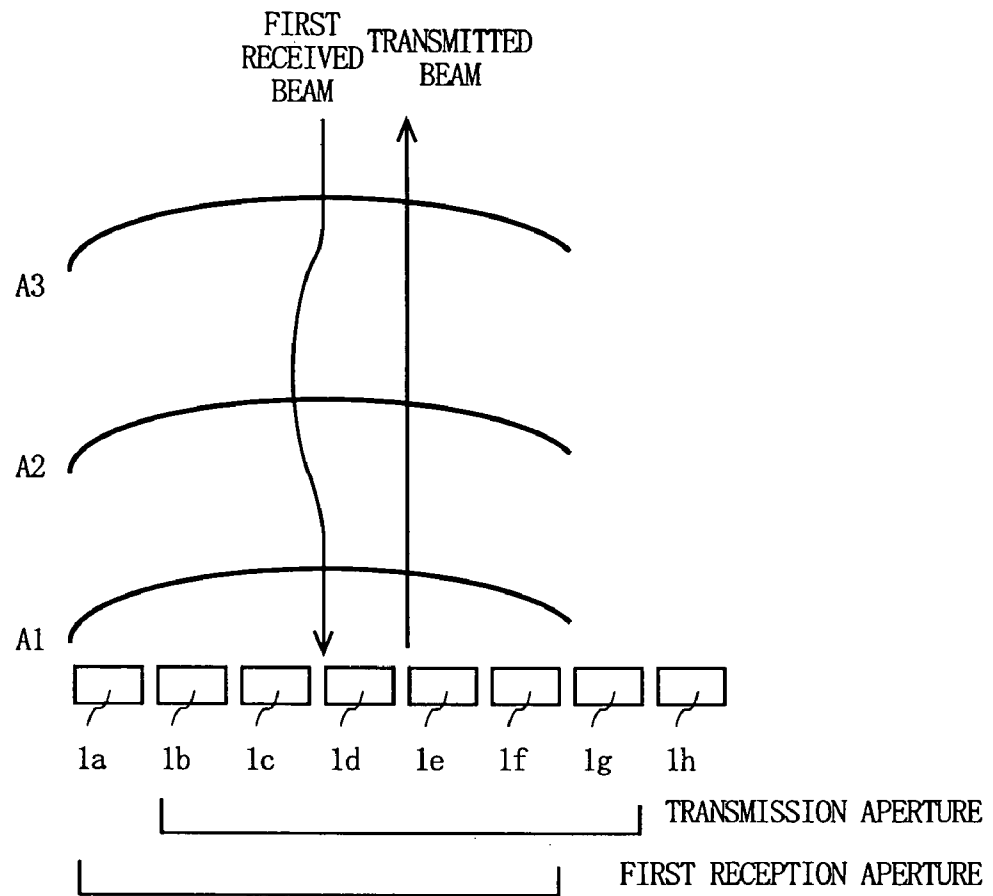 FIRST
RECEIVED
BEAM
TRANSMITTED
BEAM
A3
A2
A1
1a 1b 1c 1d 1e 1f 1g 1h
TRANSMISSION APERTURE
FIRST RECEPTION APERTURE